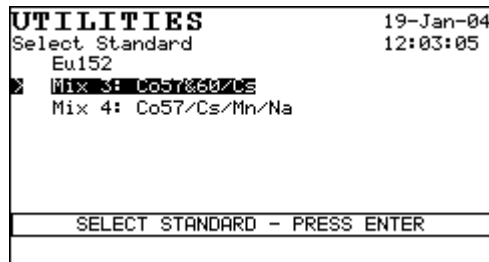 UTILITIES 19-Jan-04
Select Standard 12:03:05
Eu152
> Mix 3: Co57&60/Cs
Mix 4: Co57/Cs/Mn/Na
SELECT STANDARD - PRESS ENTER